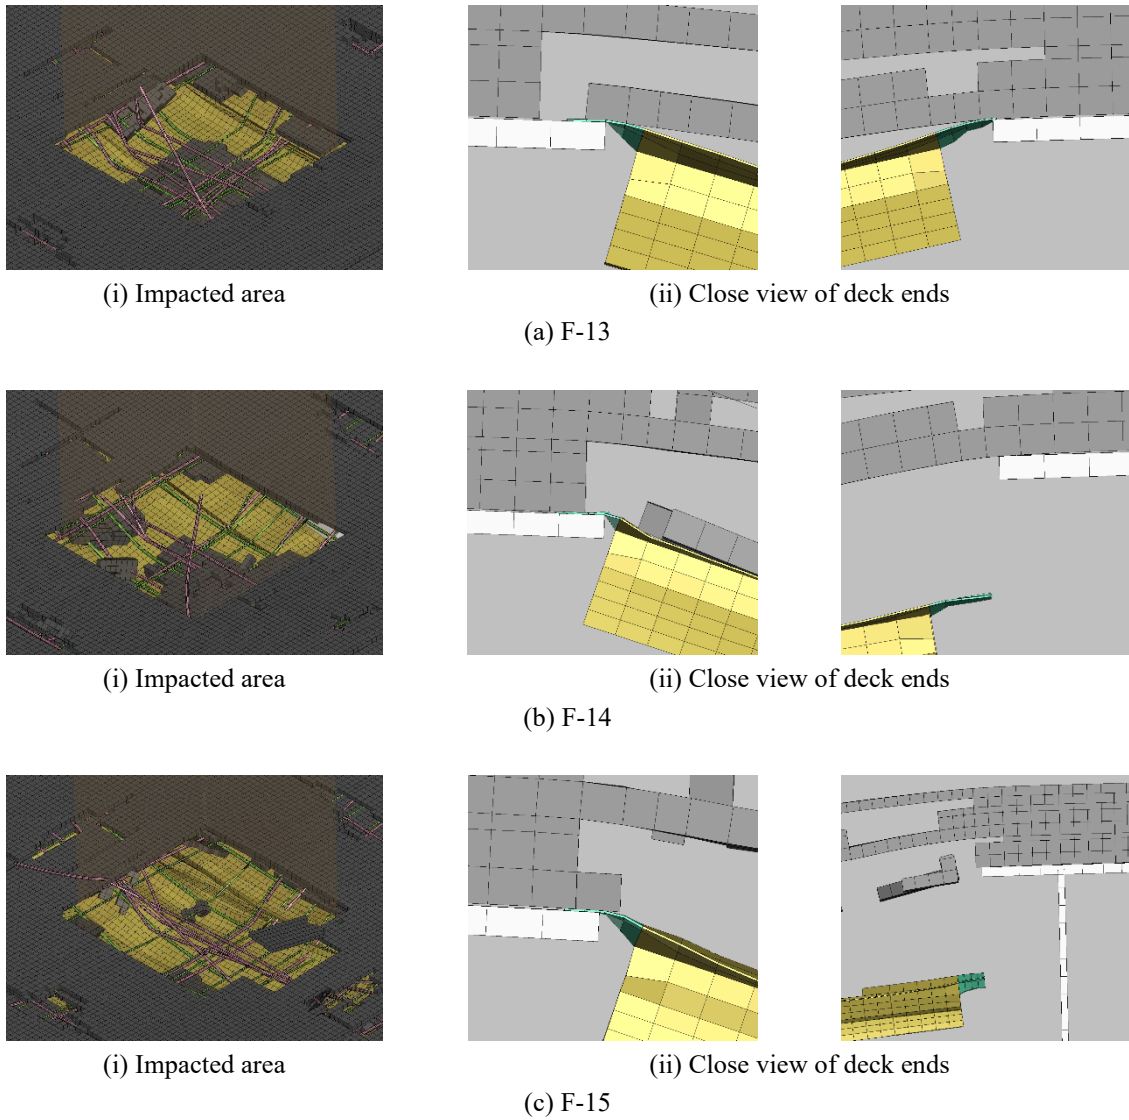 (i) Impacted area
(ii) Close view of deck ends
(a) F-13
(i) Impacted area
(ii) Close view of deck ends
(b) F-14
(i) Impacted area
(ii) Close view of deck ends
(c) F-15